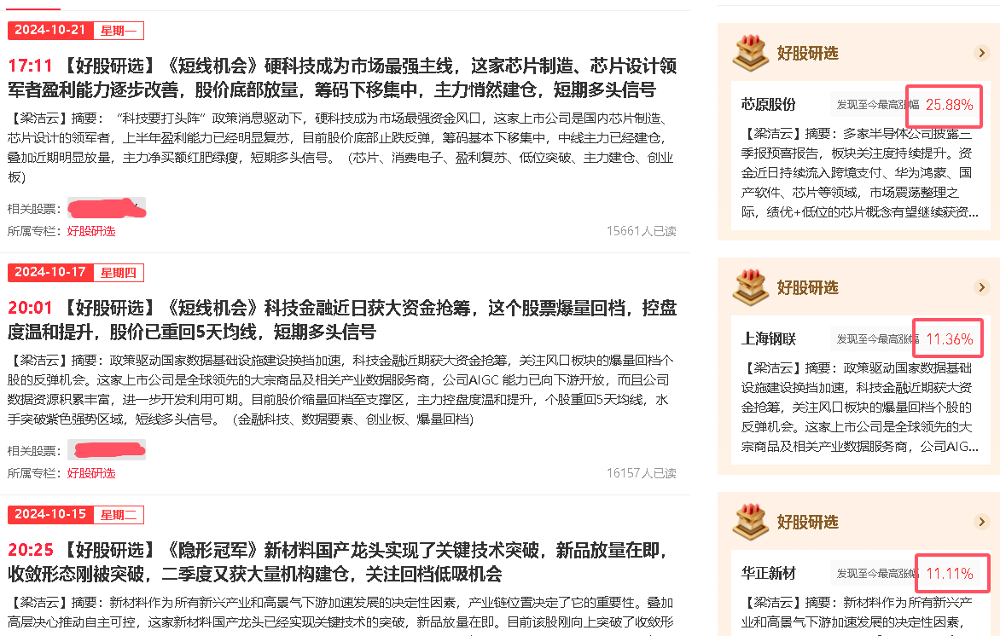 2024-10-21 星期一
17:11 【好股研选】《短线机会》硬科技成为市场最强主线，这家芯片制造、芯片设计领
军者盈利能力逐步改善，股价底部放量，筹码下移集中，主力悄然建仓，短期多头信号
【梁洁云】摘要：“科技要打头阵”政策消息驱动下，硬科技成为市场最强资金风口，这家上市公司是国内芯片制造、
芯片设计的领军者，上半年盈利能力已经明显复苏，目前股价底部止跌反弹，筹码基本下移集中，中线主力已经建仓，
叠加近期明显放量，主力净买额红肥绿瘦，短期多头信号。（芯片、消费电子、盈利复苏、低位突破、主力建仓、创业
板）
相关股票：
所属专栏：好股研选 15661人已读
2024-10-17 星期四
20:01 【好股研选】《短线机会》科技金融近日获大资金抢筹，这个股票爆量回档，控盘
度温和提升，股价已重回5天均线，短期多头信号
【梁洁云】摘要：政策驱动国家数据基础设施建设换挡加速，科技金融近期获大资金抢筹，关注风口板块的爆量回档个
股的反弹机会。这家上市公司是全球领先的大宗商品及相关产业数据服务商，公司AIGC 能力已向下游开放，而且公司
数据资源积累丰富，进一步开发利用可期。目前股价缩量回档至支撑区，主力控盘度温和提升，个股重回5天均线，水
手突破紫色强势区域，短线多头信号。（金融科技、数据要素、创业板、爆量回档）
相关股票：
所属专栏：好股研选 16157人已读
2024-10-15 星期二
20:25 【好股研选】《隐形冠军》新材料国产龙头实现了关键技术突破，新品放量在即，
收敛形态刚被突破，二季度又获大量机构建仓，关注回档低吸机会
【梁洁云】摘要：新材料作为所有新兴产业和高景气下游加速发展的决定性因素，产业链位置决定了它的重要性。叠加
高层决心推动自主可控，这家新材料国产龙头已经实现关键技术的突破，新品放量在即。目前该股刚向上突破了收敛形
好股研选
芯原股份 发现至今最高涨幅 25.88%
【梁洁云】摘要：多家半导体公司披露三
季报预喜报告，板块关注度持续提升。资
金近日持续流入跨境支付、华为鸿蒙、国
产软件、芯片等领域，市场震荡整理之
际，绩优+低位的芯片概念有望继续获资...
好股研选
上海钢联 发现至今最高涨幅 11.36%
【梁洁云】摘要：政策驱动国家数据基础
设施建设换挡加速，科技金融近期获大资
金抢筹，关注风口板块的爆量回档个股的
反弹机会。这家上市公司是全球领先的大
宗商品及相关产业数据服务商，公司AIG...
好股研选
华正新材 发现至今最高涨幅 11.11%
【梁洁云】摘要：新材料作为所有新兴产
业和高景气下游加速发展的决定性因素，